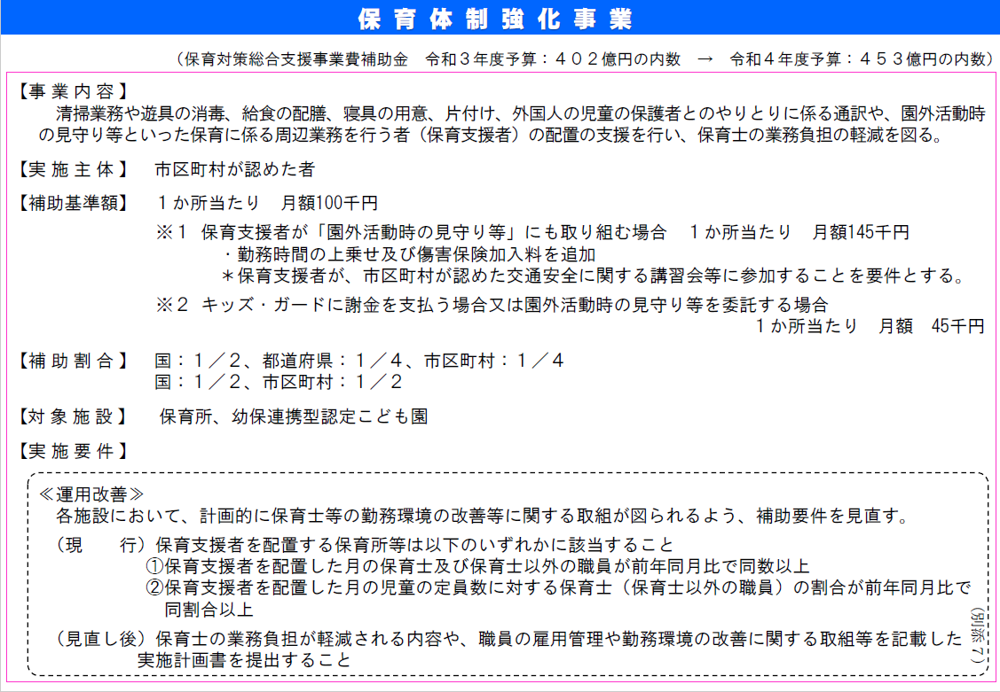 保育体制強化事業
（保育対策総合支援事業費補助金　令和３年度予算：４０２億円の内数　→　令和４年度予算：４５３億円の内数）
【事業内容】
清掃業務や遊具の消毒、給食の配膳、寝具の用意、片付け、外国人の児童の保護者とのやりとりに係る通訳や、園外活動時
の見守り等といった保育に係る周辺業務を行う者（保育支援者）の配置の支援を行い、保育士の業務負担の軽減を図る。
【実施主体】　市区町村が認めた者
【補助基準額】　１か所当たり　月額100千円
※１　保育支援者が「園外活動時の見守り等」にも取り組む場合　１か所当たり　月額145千円
・勤務時間の上乗せ及び傷害保険加入料を追加
＊保育支援者が、市区町村が認めた交通安全に関する講習会等に参加することを要件とする。
※２　キッズ・ガードに謝金を支払う場合又は園外活動時の見守り等を委託する場合
１か所当たり　月額　45千円
【補助割合】　国：１／２、都道府県：１／４、市区町村：１／４
国：１／２、市区町村：１／２
【対象施設】　保育所、幼保連携型認定こども園
【実施要件】
≪運用改善≫
各施設において、計画的に保育士等の勤務環境の改善等に関する取組が図られるよう、補助要件を見直す。
（現　　行）保育支援者を配置する保育所等は以下のいずれかに該当すること
①保育支援者を配置した月の保育士及び保育士以外の職員が前年同月比で同数以上
②保育支援者を配置した月の児童の定員数に対する保育士（保育士以外の職員）の割合が前年同月比で
同割合以上
（見直し後）保育士の業務負担が軽減される内容や、職員の雇用管理や勤務環境の改善に関する取組等を記載した
実施計画書を提出すること
（別添７）